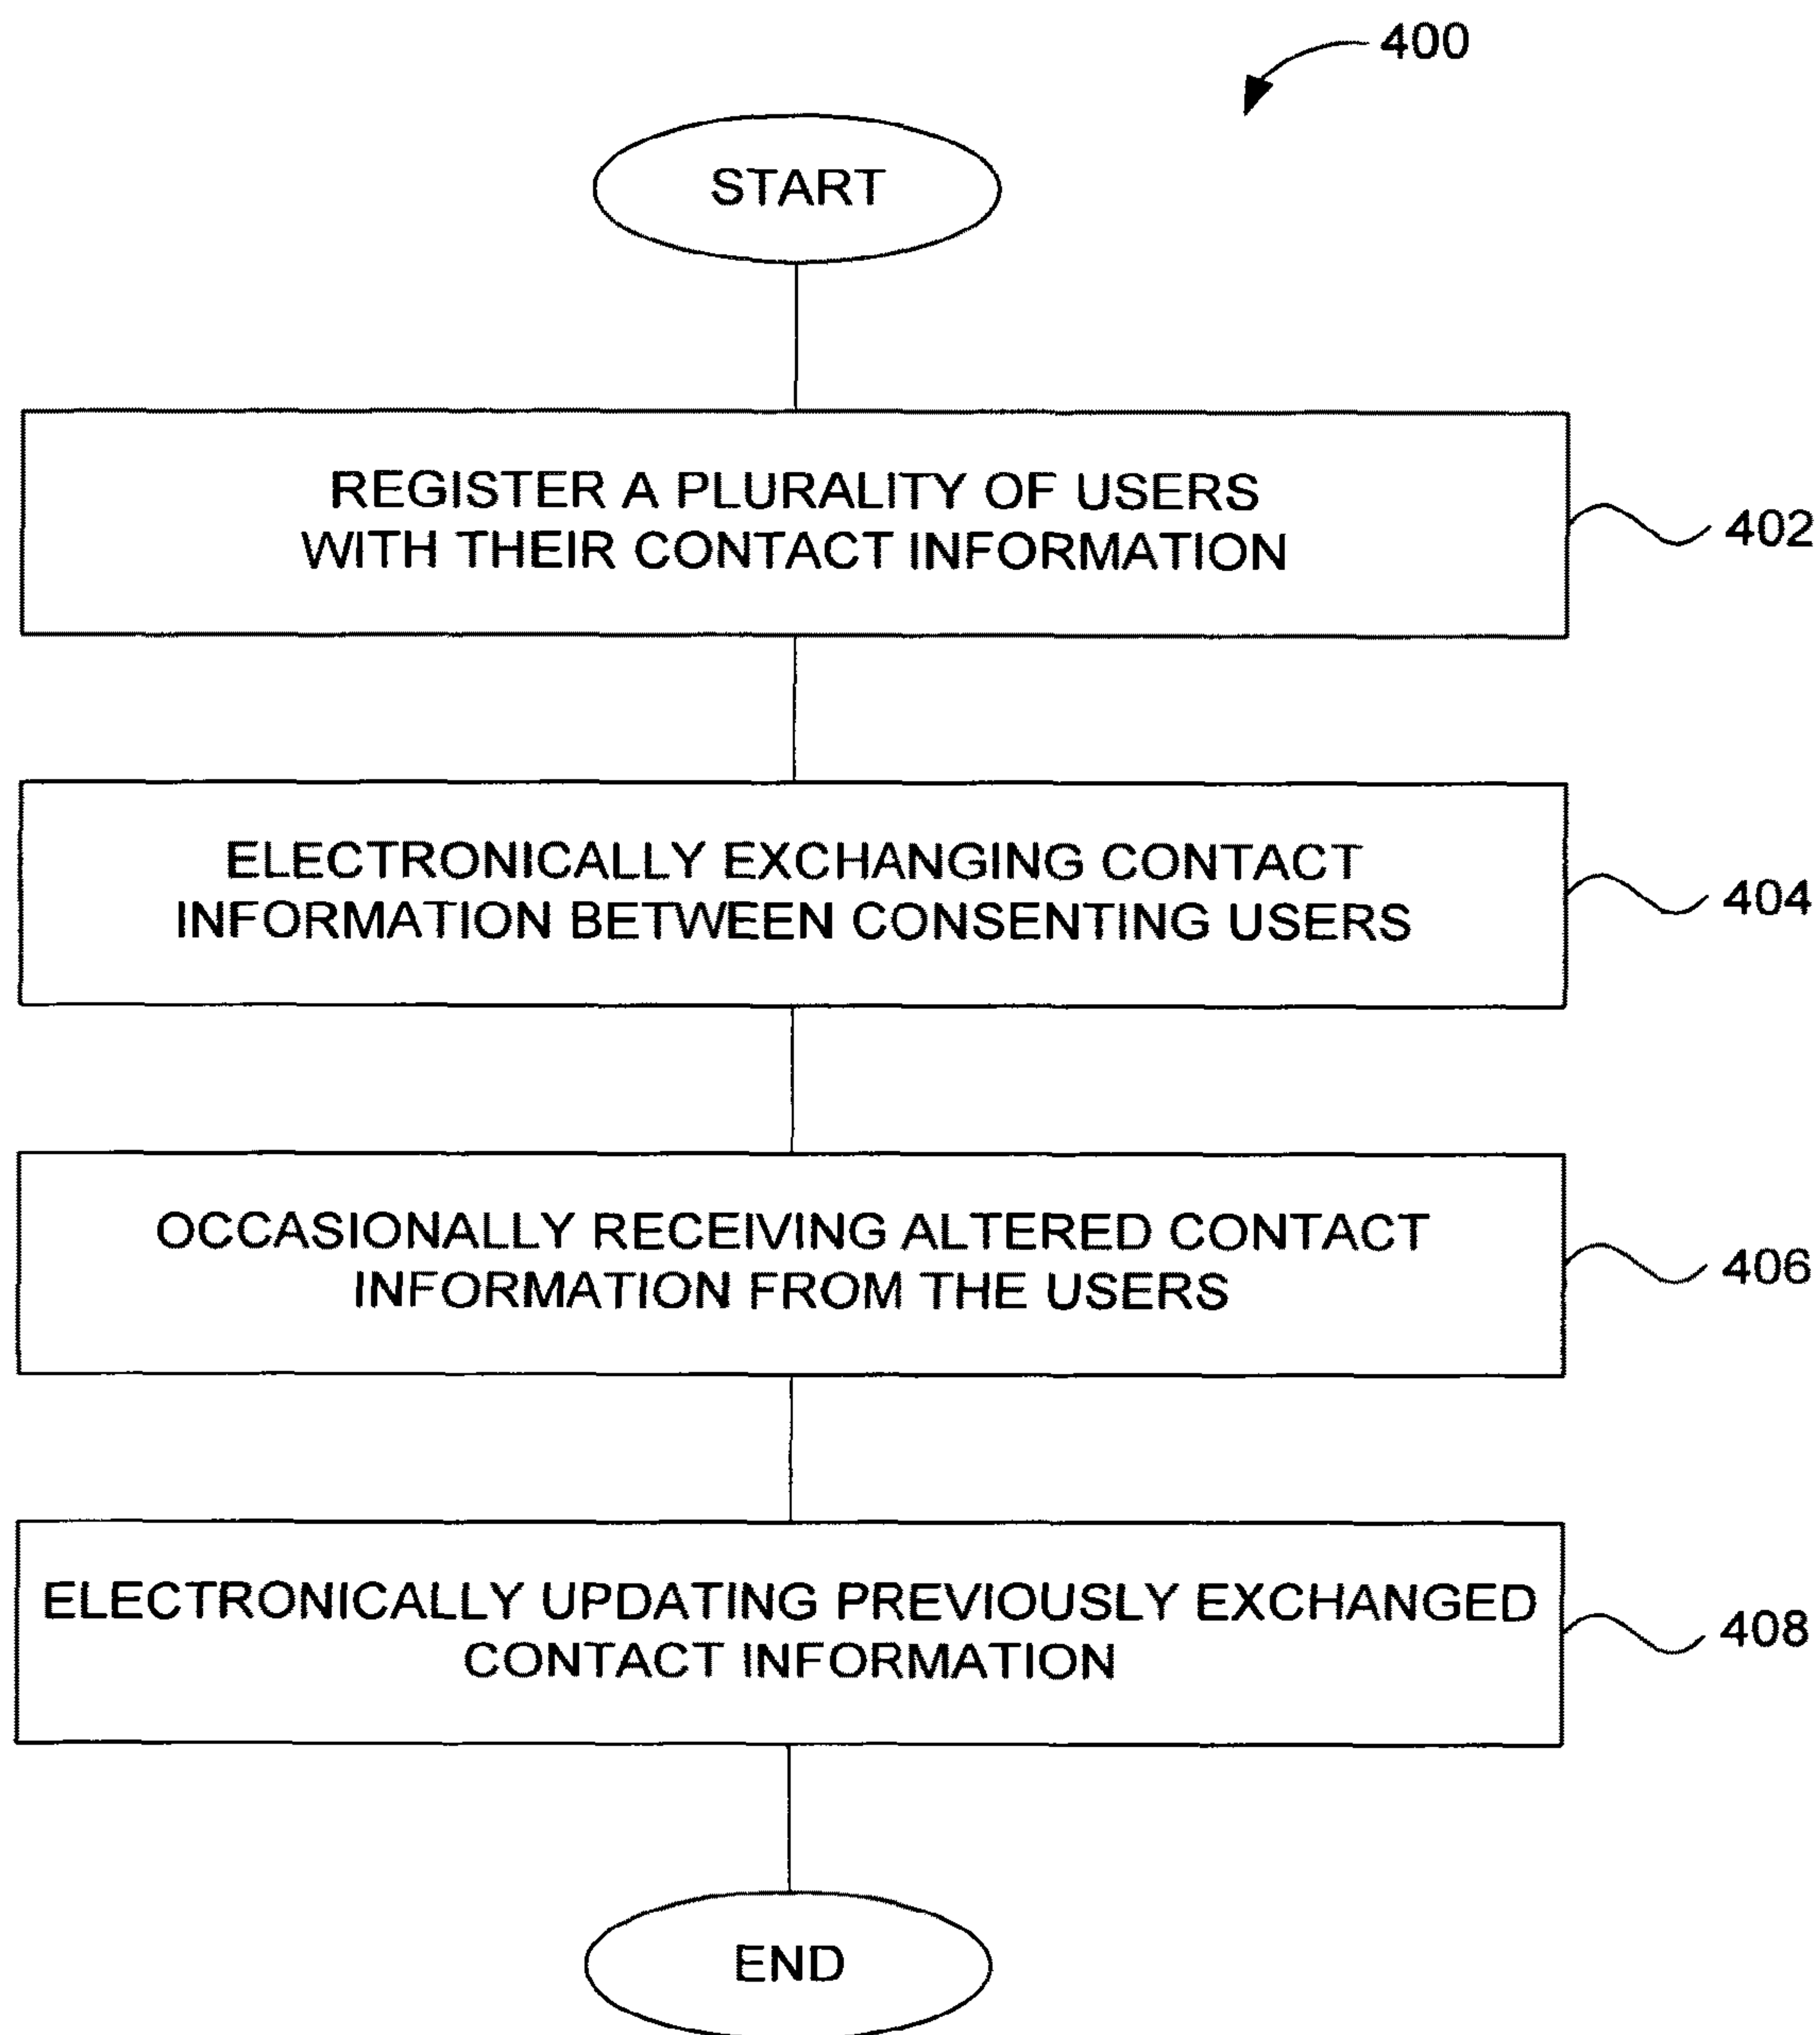 400
START
REGISTER A PLURALITY OF USERS
WITH THEIR CONTACT INFORMATION
402
ELECTRONICALLY EXCHANGING CONTACT
INFORMATION BETWEEN CONSENTING USERS
404
OCCASIONALLY RECEIVING ALTERED CONTACT
INFORMATION FROM THE USERS
406
ELECTRONICALLY UPDATING PREVIOUSLY EXCHANGED
CONTACT INFORMATION
408
END